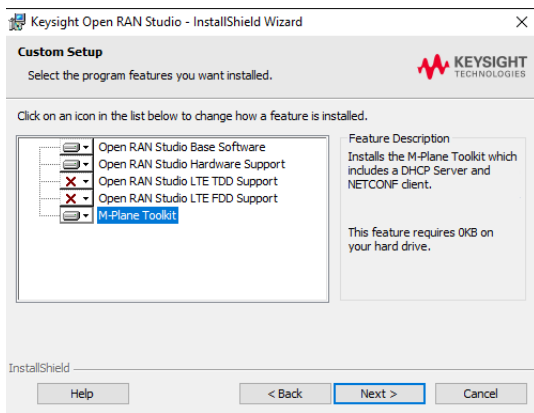 Keysight Open RAN Studio - InstallShield Wizard
Custom Setup
Select the program features you want installed.
KEYSIGHT
TECHNOLOGIES
Click on an icon in the list below to change how a feature is installed.
Open RAN Studio Base Software
Open RAN Studio Hardware Support
Open RAN Studio LTE TDD Support
Open RAN Studio LTE FDD Support
M-Plane Toolkit
Feature Description
Installs the M-Plane Toolkit which
includes a DHCP Server and
NETCONF client.
This feature requires 0KB on
your hard drive.
InstallShield
Help
< Back
Next >
Cancel